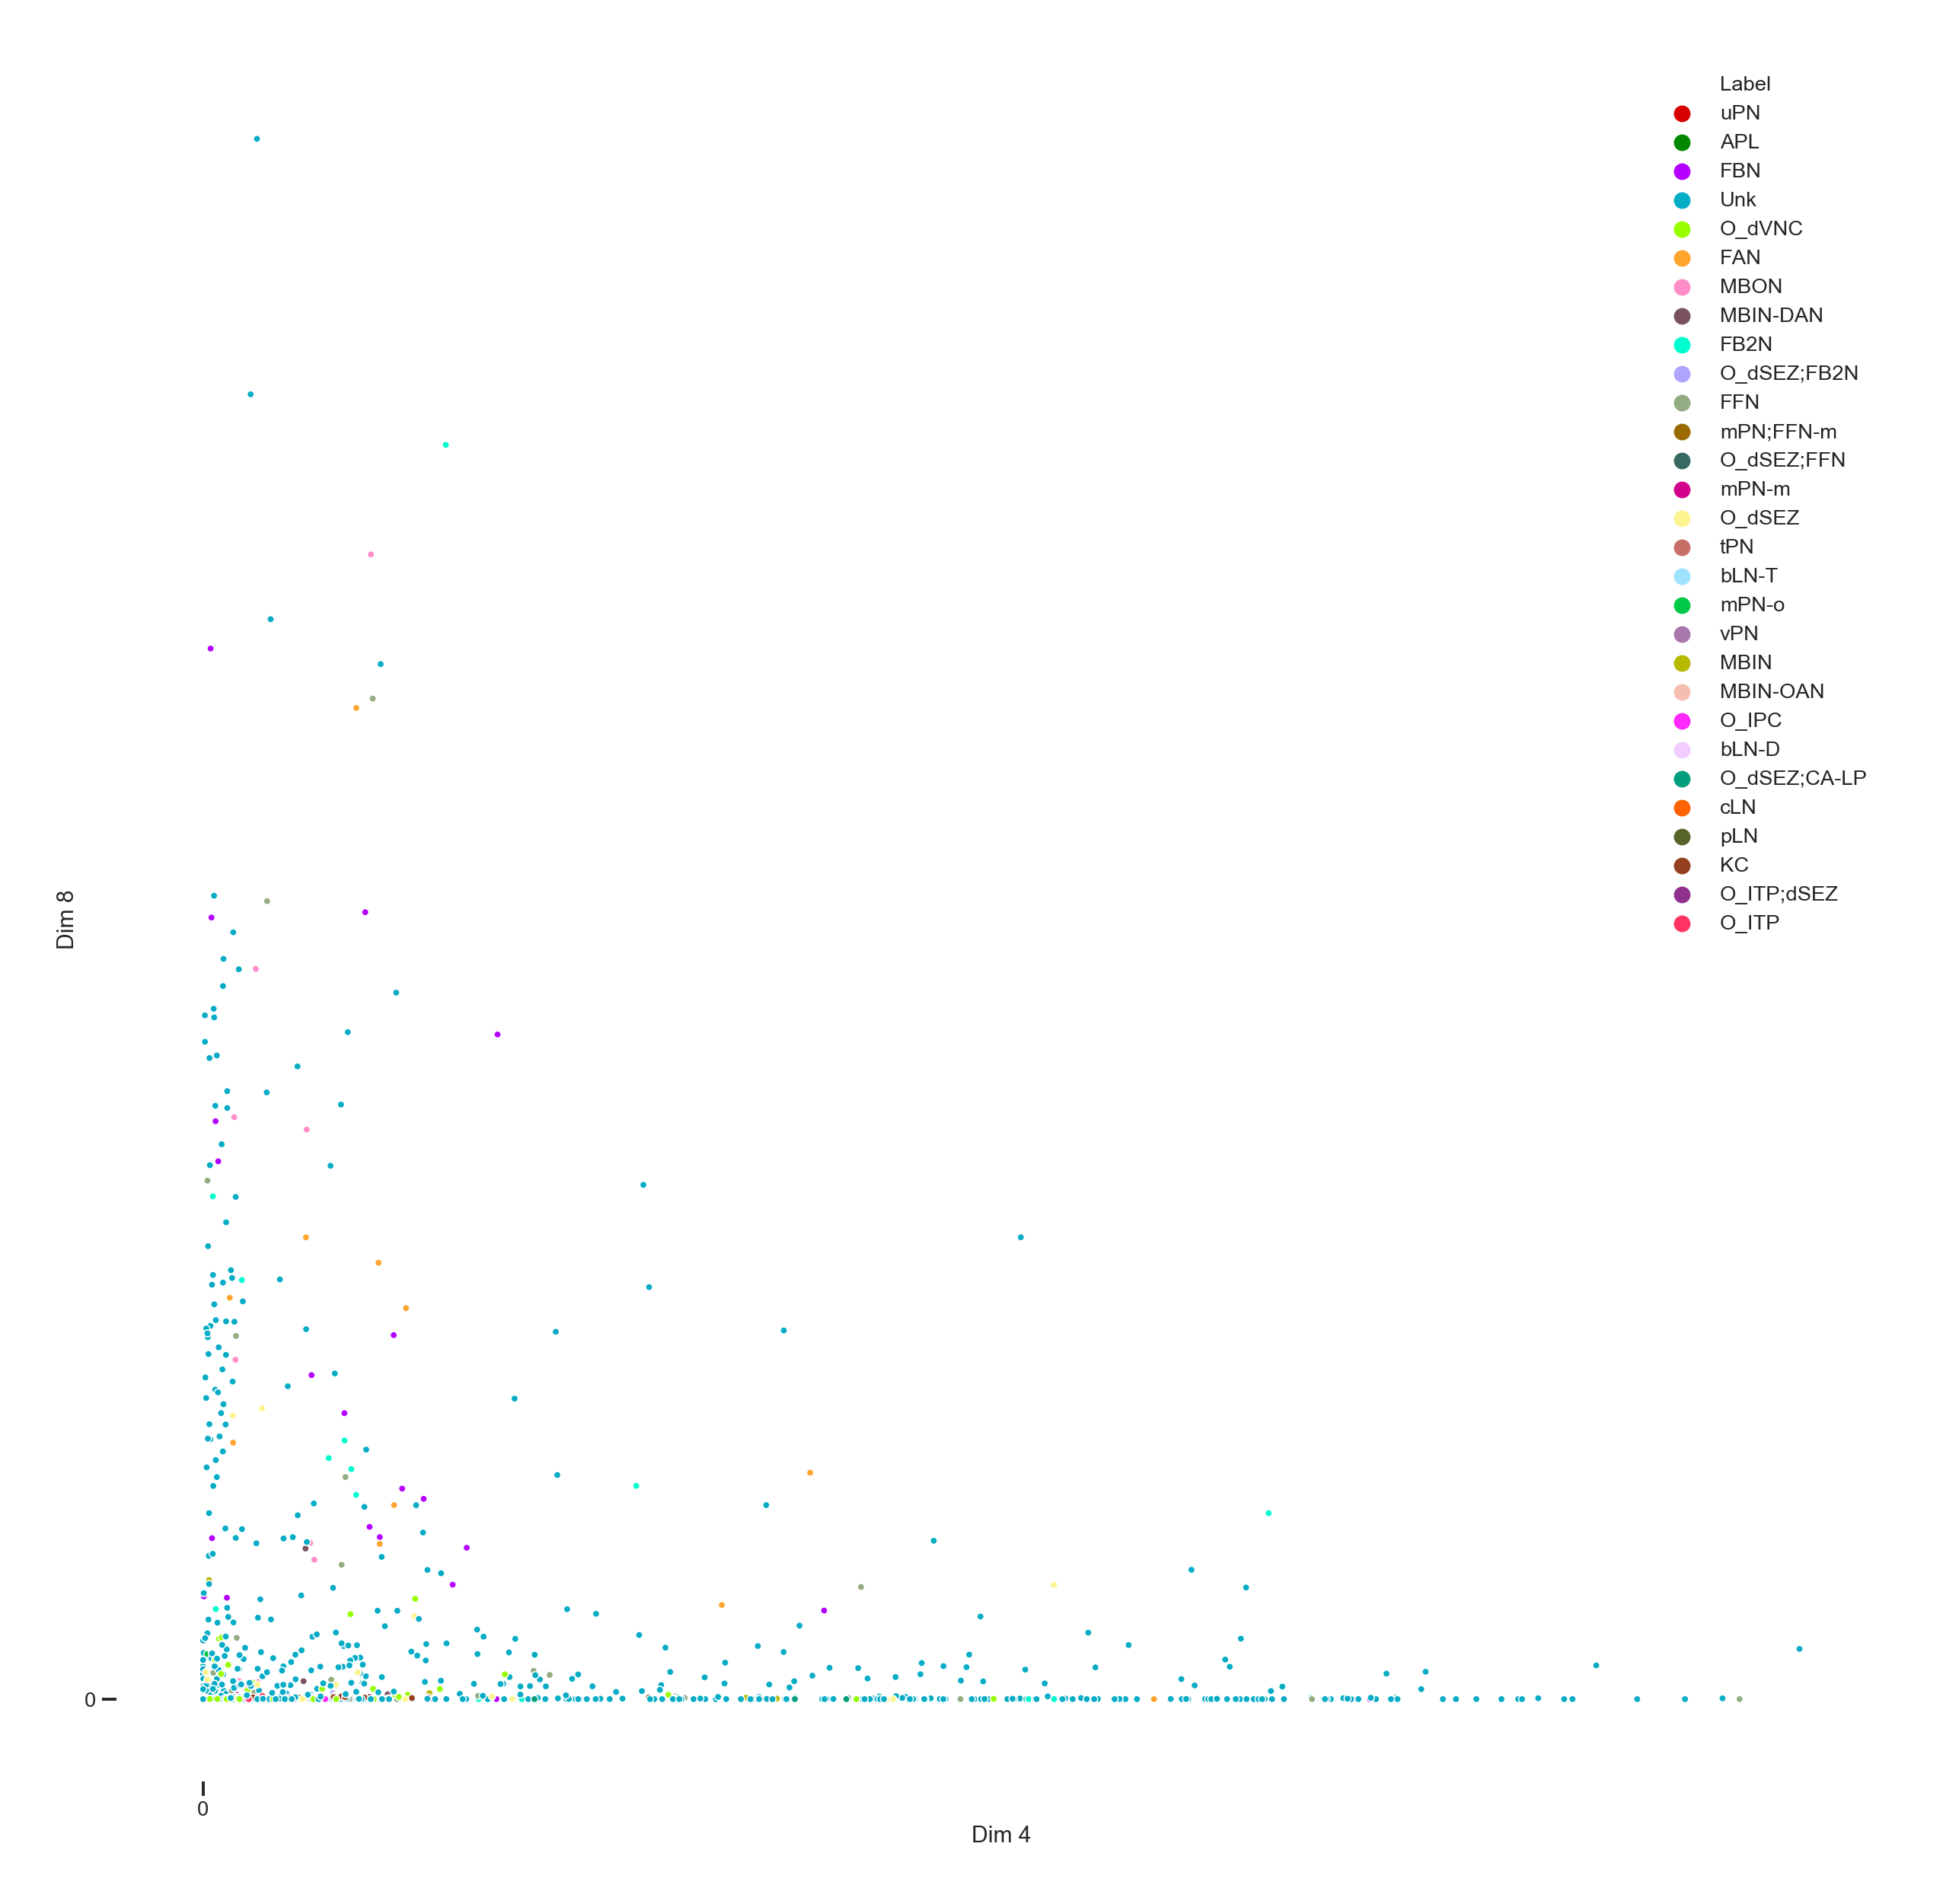 Label
uPN
APL
FBN
Unk
O_dVNC
FAN
MBON
MBIN-DAN
FB2N
O_dSEZ;FB2N
FFN
mPN;FFN-m
O_dSEZ;FFN
mPN-m
O_dSEZ
tPN
bLN-T
mPN-o
vPN
MBIN
MBIN-OAN
O_IPC
bLN-D
O_dSEZ;CA-LP
cLN
pLN
KC
O_ITP;dSEZ
O_ITP
Dim 8
0
0
Dim 4